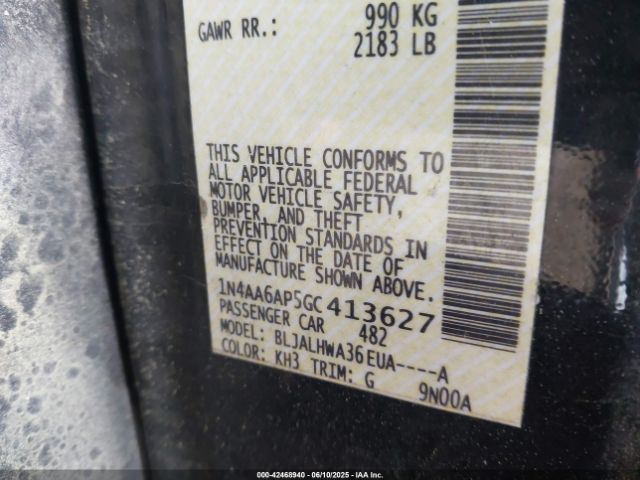 GAWR RR.: 990 KG
2183 LB
THIS VEHICLE CONFORMS TO
ALL APPLICABLE FEDERAL
MOTOR VEHICLE SAFETY,
BUMPER, AND THEFT
PREVENTION STANDARDS IN
EFFECT ON THE DATE OF
MANUFACTURE SHOWN ABOVE.
1N4AA6AP5GC413627
PASSENGER CAR 482
MODEL: BLJALHWA36EUA----A
COLOR: KH3 TRIM: G 9N00A
000-42468940 - 06/10/2025 - IAA Inc.